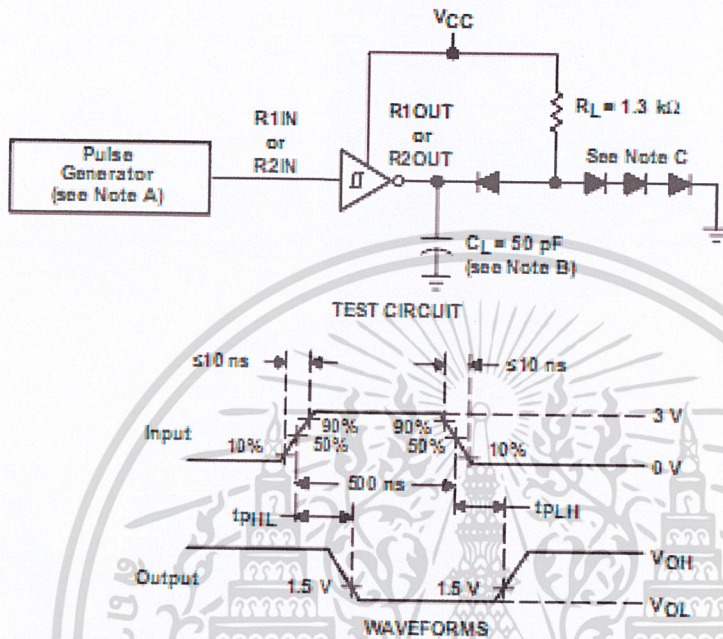 VCC
RL = 1.3 kΩ
R1IN
or
R2IN
R1OUT
or
R2OUT
Pulse
Generator
(see Note A)
See Note C
CL = 50 pF
(see Note B)
TEST CIRCUIT
≤10 ns
≤10 ns
Input
10%
90%
50%
90%
50%
10%
3 V
0 V
500 ns
tPHL
tPLH
Output
1.5 V
1.5 V
VOH
VOL
WAVEFORMS